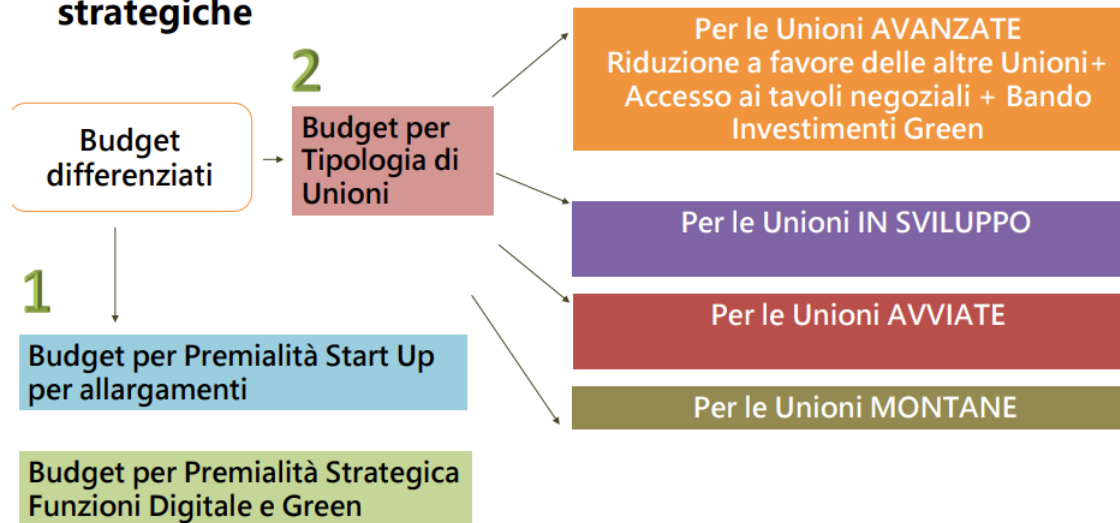 strategiche
Budget
differenziati
2
Budget per
Tipologia di
Unioni
Per le Unioni AVANZATE
Riduzione a favore delle altre Unioni+
Accesso ai tavoli negoziali + Bando
Investimenti Green
Per le Unioni IN SVILUPPO
Per le Unioni AVVIATE
Per le Unioni MONTANE
1
Budget per Premialità Start Up
per allargamenti
Budget per Premialità Strategica
Funzioni Digitale e Green